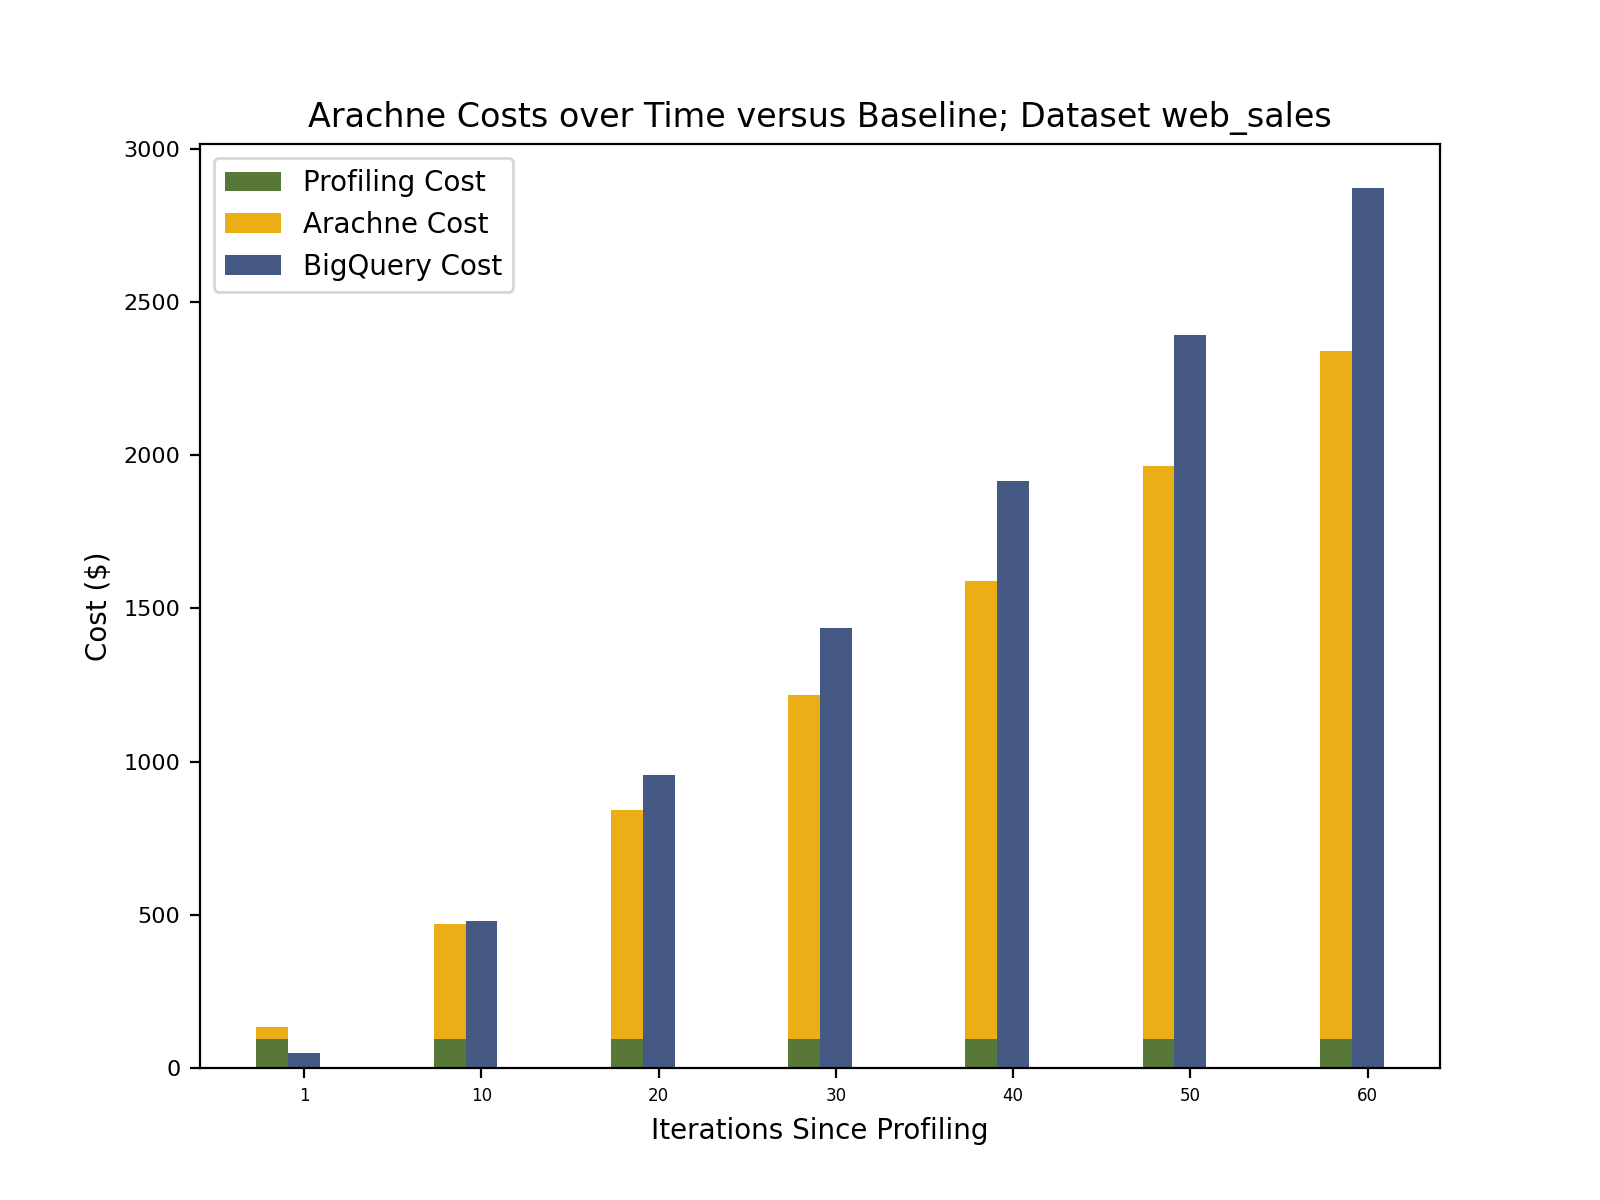 Arachne Costs over Time versus Baseline; Dataset web_sales
3000
2500
2000
1500
1000
500
0
Cost ($)
Profiling Cost
Arachne Cost
BigQuery Cost
1 10 20 30 40 50 60
Iterations Since Profiling